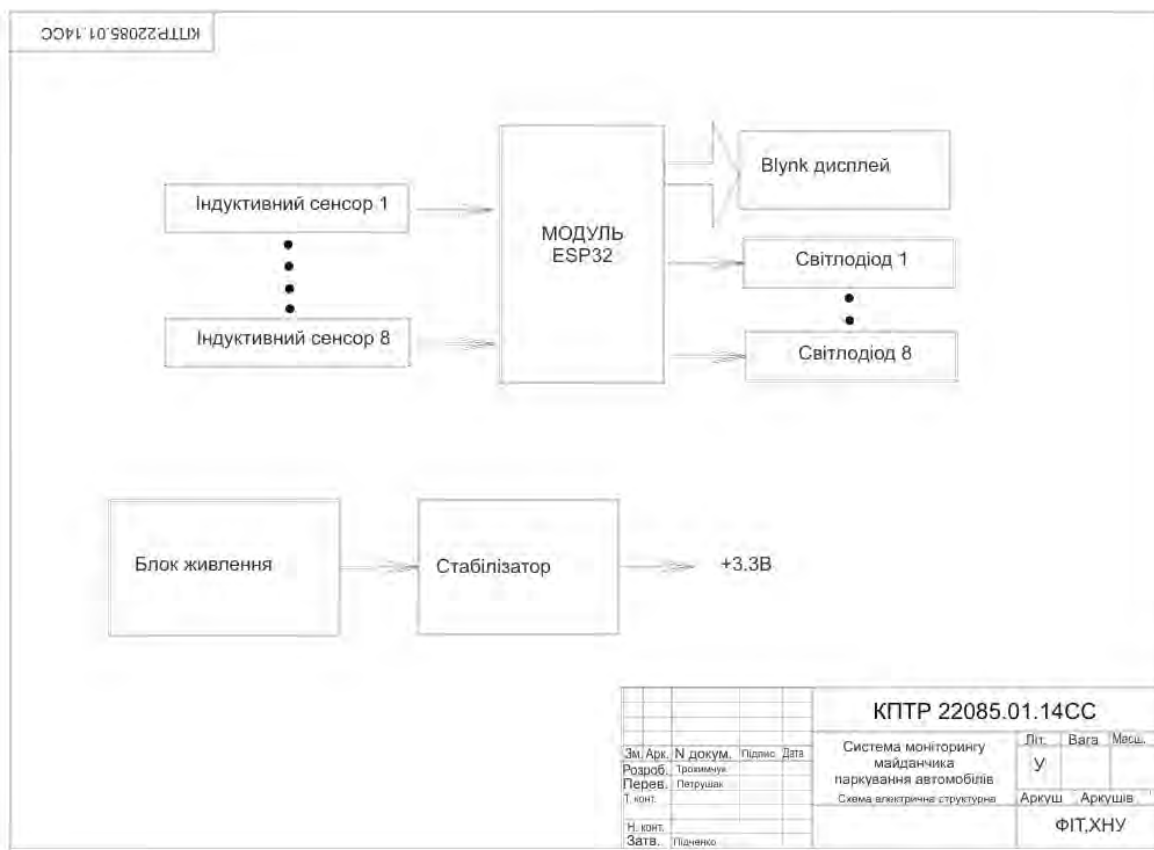 КПТР22085.01.14СС
Індуктивний сенсор 1
Індуктивний сенсор 8
МОДУЛЬ
ESP32
Blynk дисплей
Світлодіод 1
Світлодіод 8
Блок живлення
Стабілізатор
+3.3В
КПТР 22085.01.14СС
Зм. Арк. N докум. Підпис Дата
Розроб. Трохимчук
Перев. Петрушак
Т. конт.
Н. конт.
Затв. Підченко
Система моніторингу
майданчика
паркування автомобілів
Схема електрична структурна
Літ. Вага Масш.
У
Аркуш Аркушів
ФІТ,ХНУ